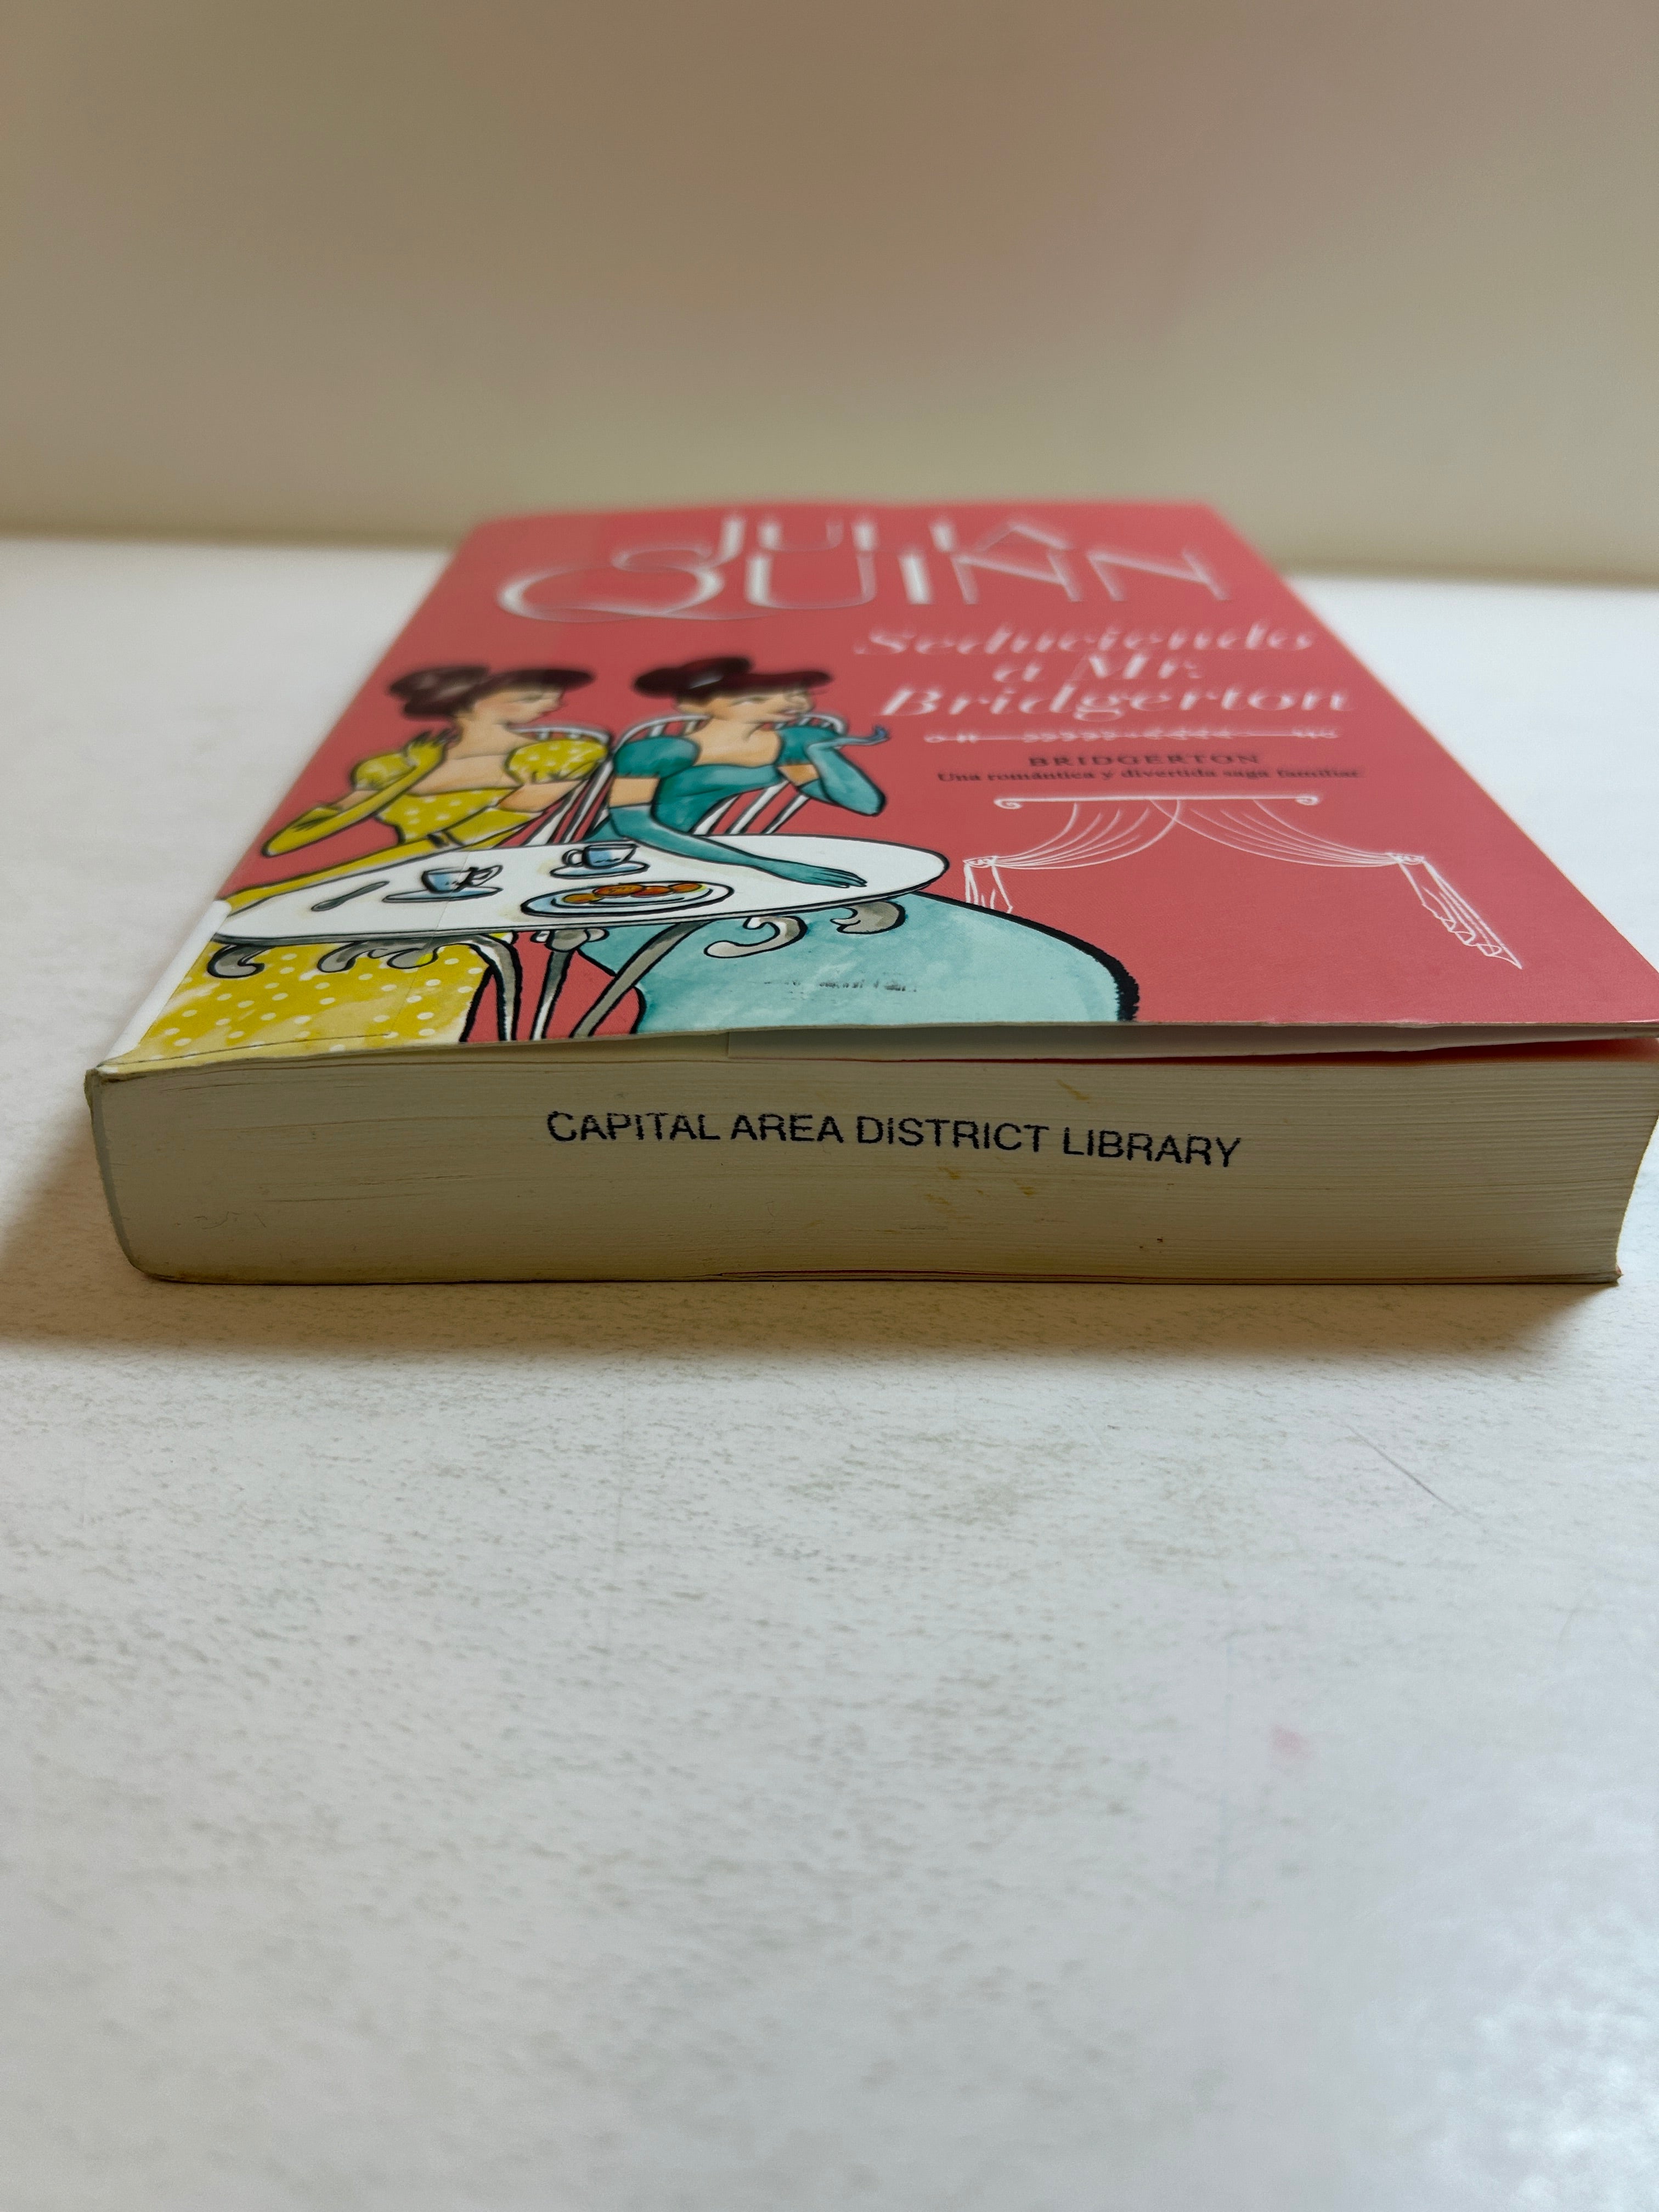 JULIA
QUINN
Seduciendo
a Mr.
Bridgerton
BRIDGERTON
Una romántica y divertida saga familiar
CAPITAL AREA DISTRICT LIBRARY